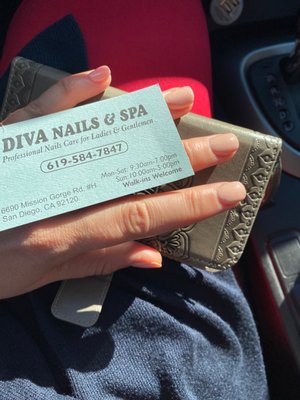 DIVA NAILS & SPA
Professional Nails Care for Ladies & Gentlemen
619-584-7847
6690 Mission Gorge Rd. #H
San Diego, CA 92120
Mon-Sat: 9:30am-7:00pm
Sun: 10:00am-5:00pm
Walk-ins Welcome